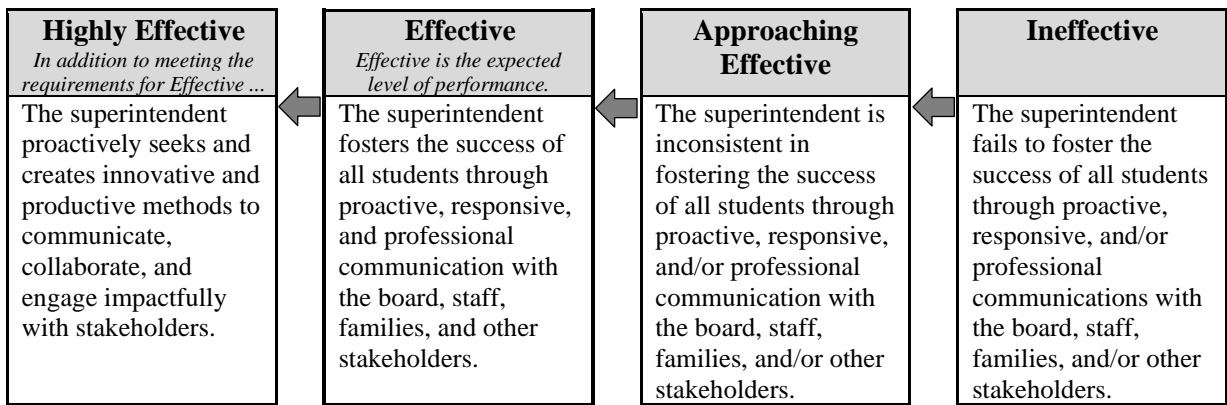 Highly Effective
In addition to meeting the
requirements for Effective ...
The superintendent
proactively seeks and
creates innovative and
productive methods to
communicate,
collaborate, and
engage impactfully
with stakeholders.
Effective
Effective is the expected
level of performance.
The superintendent
fosters the success of
all students through
proactive, responsive,
and professional
communication with
the board, staff,
families, and other
stakeholders.
Approaching
Effective
The superintendent is
inconsistent in
fostering the success
of all students through
proactive, responsive,
and/or professional
communication with
the board, staff,
families, and/or other
stakeholders.
Ineffective
The superintendent
fails to foster the
success of all students
through proactive,
responsive, and/or
professional
communications with
the board, staff,
families, and/or other
stakeholders.